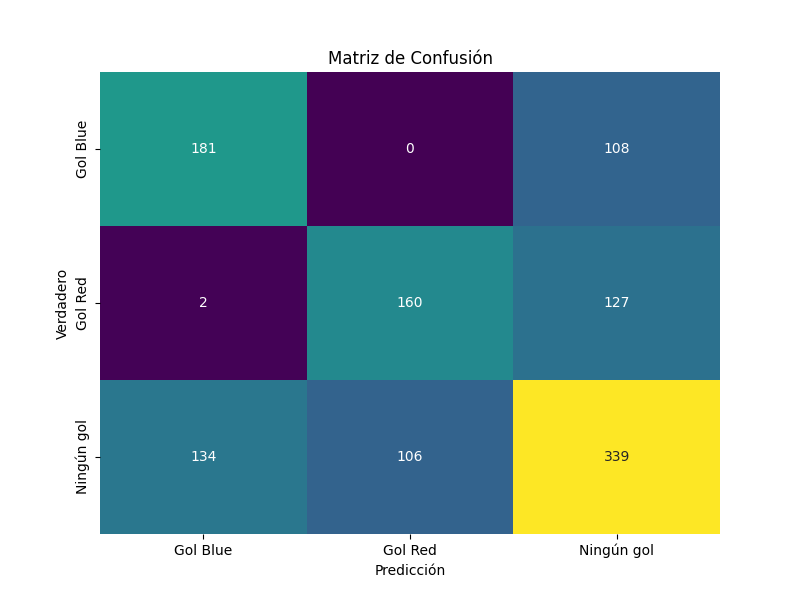 Matriz de Confusión
Gol Blue
181
0
108
Verdadero
Gol Red
2
160
127
Ningún gol
134
106
339
Gol Blue
Gol Red
Ningún gol
Predicción